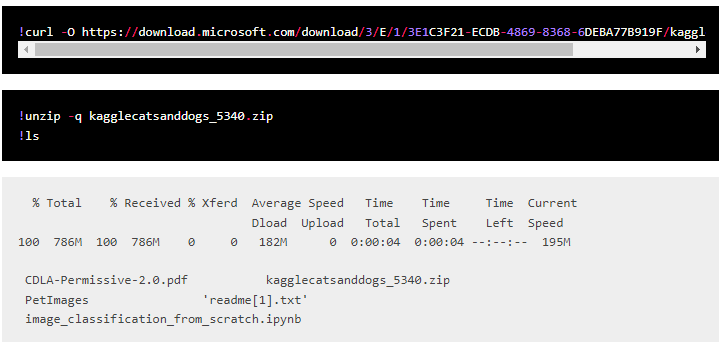 !curl -O https://download.microsoft.com/download/3/E/1/3E1C3F21-ECDB-4869-8368-6DEBA77B919F/kaggl
!unzip -q kagglecatsanddogs_5340.zip
!ls
% Total % Received % Xferd Average Speed Time Time Time Current
Dload Upload Total Spent Left Speed
100 786M 100 786M 0 0 182M 0 0:00:04 0:00:04 --:--:-- 195M
CDLA-Permissive-2.0.pdf kagglecatsanddogs_5340.zip
PetImages 'readme[1].txt'
image_classification_from_scratch.ipynb